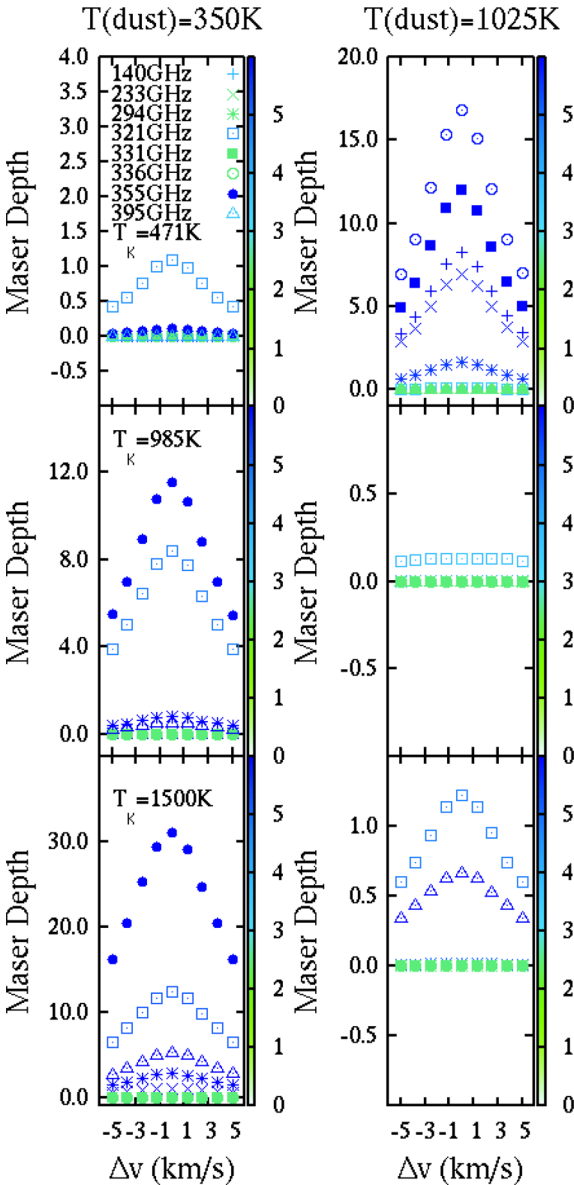 T(dust)=350K
T(dust)=1025K
Maser Depth
4.0
3.5
3.0
2.5
2.0
1.5
1.0
0.5
0.0
-0.5
140GHz
233GHz
294GHz
321GHz
331GHz
336GHz
355GHz
395GHz
T_K=471K
5
4
3
2
1
0
Maser Depth
20.0
15.0
10.0
5.0
0.0
5
4
3
2
1
0
Maser Depth
12.0
8.0
4.0
0.0
T_K=985K
5
4
3
2
1
0
Maser Depth
0.5
0.0
-0.5
5
4
3
2
1
0
Maser Depth
30.0
20.0
10.0
0.0
T_K=1500K
5
4
3
2
1
0
Maser Depth
1.0
0.5
0.0
-0.5
5
4
3
2
1
0
-5 -3 -1 1 3 5
-5 -3 -1 1 3 5
Δv (km/s)
Δv (km/s)